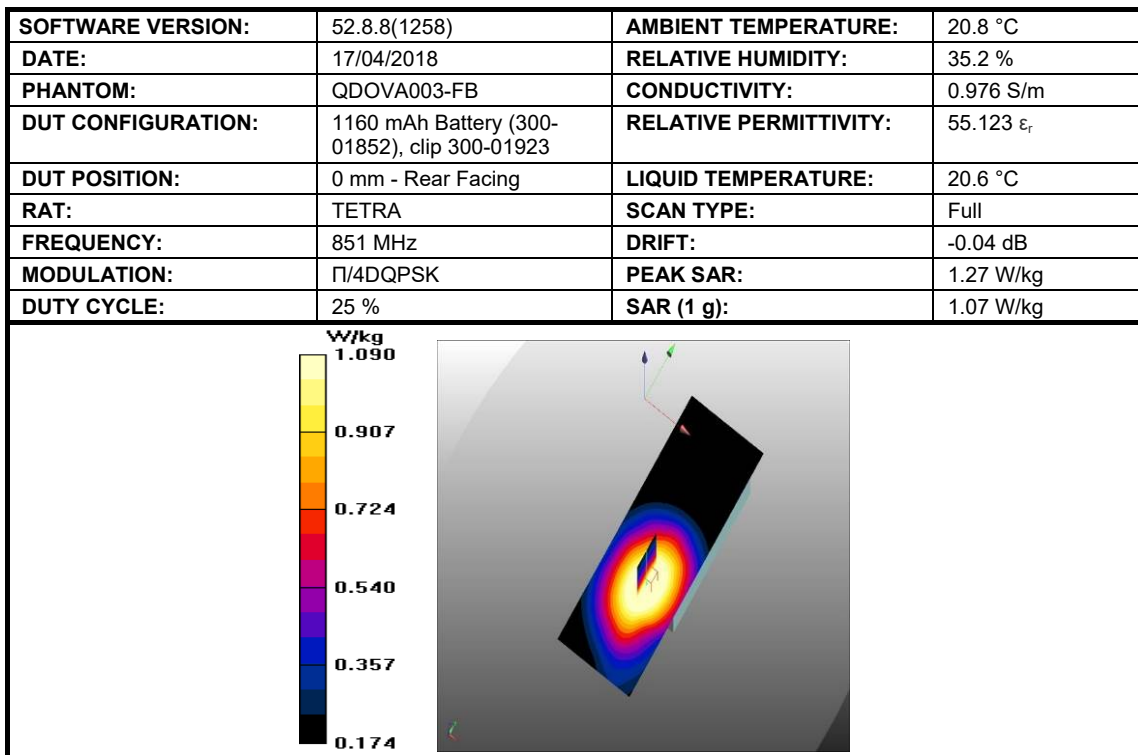 SOFTWARE VERSION: 52.8.8(1258) AMBIENT TEMPERATURE: 20.8 °C
DATE: 17/04/2018 RELATIVE HUMIDITY: 35.2 %
PHANTOM: QDOVA003-FB CONDUCTIVITY: 0.976 S/m
DUT CONFIGURATION: 1160 mAh Battery (300- RELATIVE PERMITTIVITY: 55.123 εr
01852), clip 300-01923
DUT POSITION: 0 mm - Rear Facing LIQUID TEMPERATURE: 20.6 °C
RAT: TETRA SCAN TYPE: Full
FREQUENCY: 851 MHz DRIFT: -0.04 dB
MODULATION: Π/4DQPSK PEAK SAR: 1.27 W/kg
DUTY CYCLE: 25 % SAR (1 g): 1.07 W/kg
W/kg
1.090
0.907
0.724
0.540
0.357
0.174